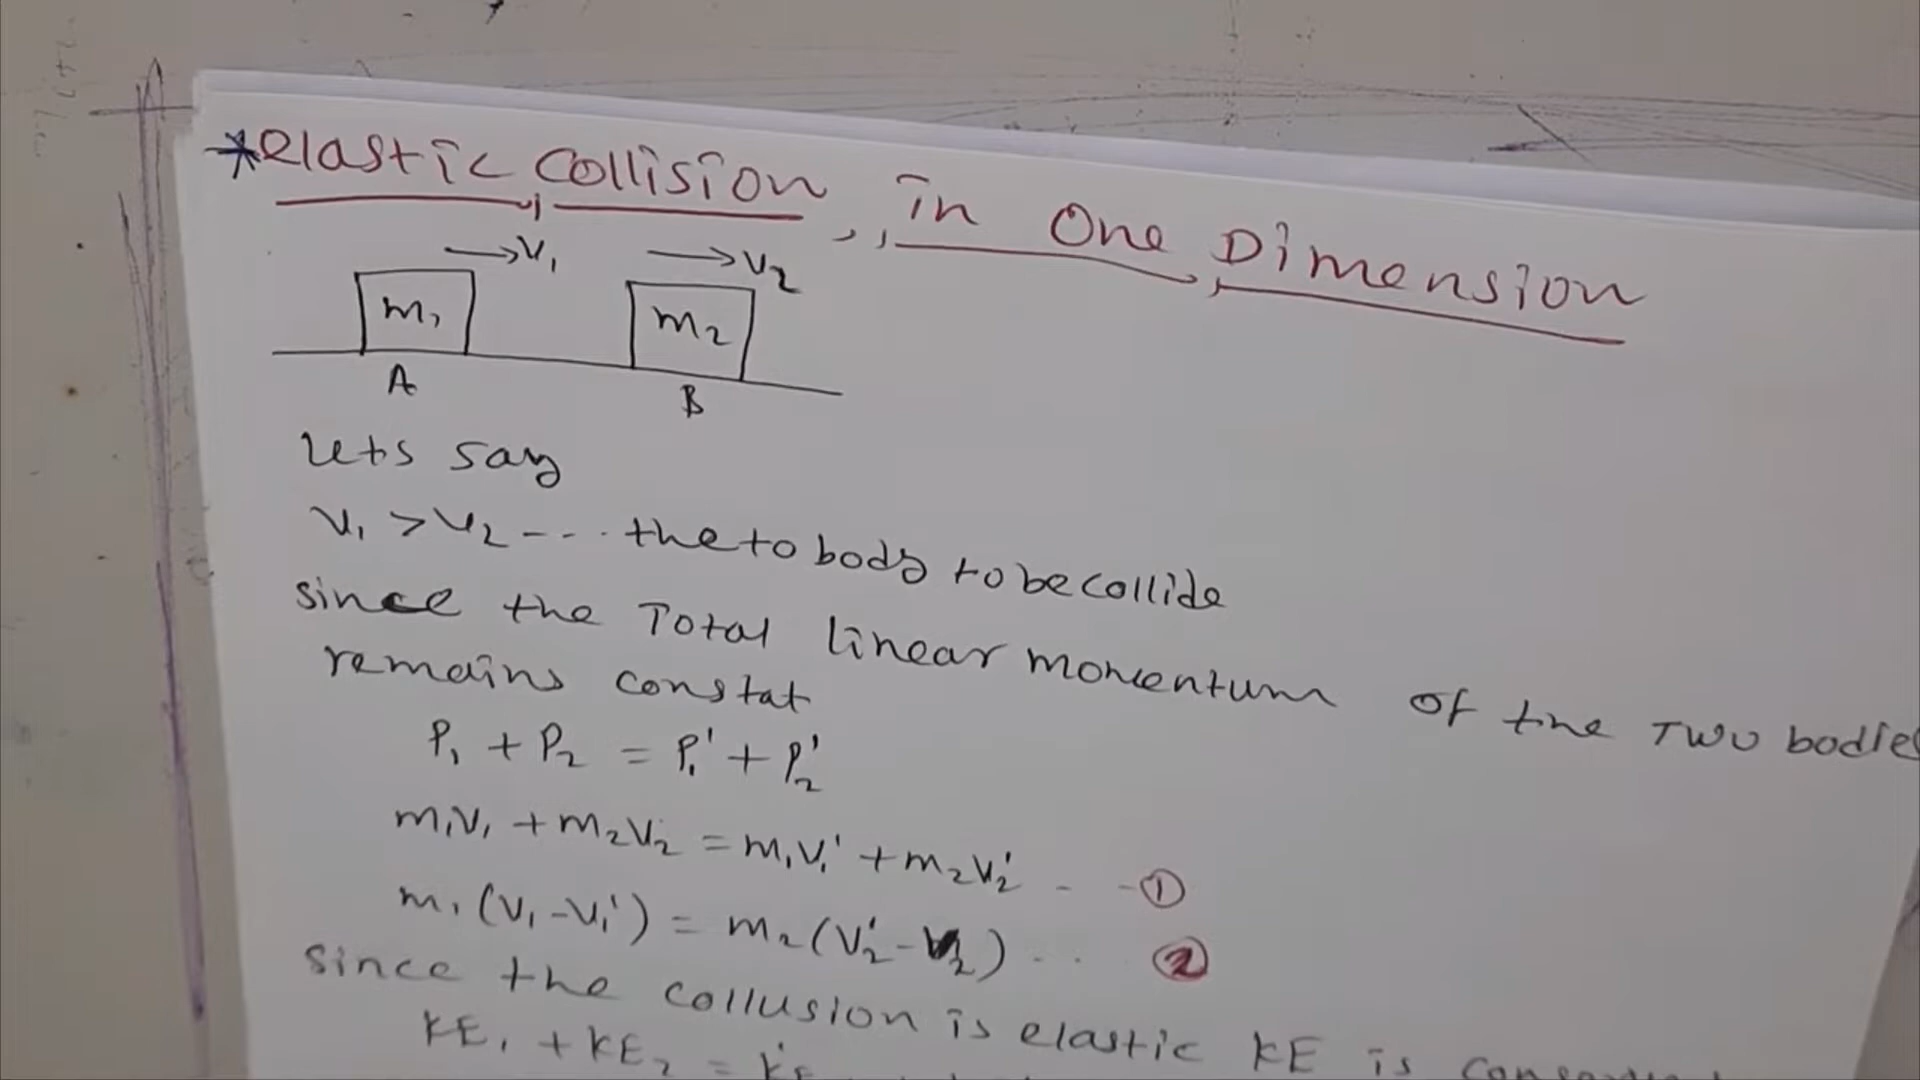 *elastic collision, in One Dimension
→V₁ →V₂
m₁ m₂
A B
lets say
V₁ > V₂ --- the to body to be collide
since the Total linear momentum of the Two bodies
remains constat
P₁ + P₂ = P₁' + P₂'
m₁V₁ + m₂V₂ = m₁V₁' + m₂V₂' - - ①
m₁(V₁-V₁') = m₂(V₂'-V₂) -- ②
since the collusion is elastic KE is
KE₁ + KE₂ =